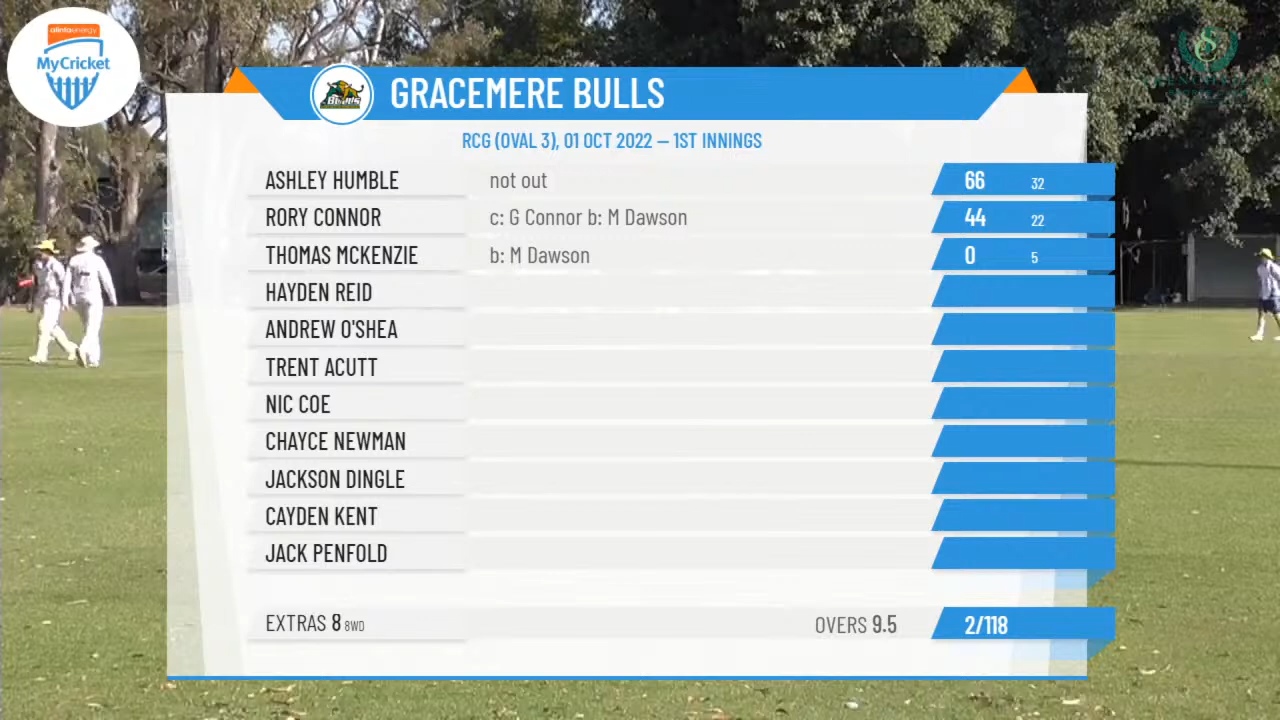 alintaenergy
MyCricket
BULLS
GRACEMERE BULLS
RCG (OVAL 3), 01 OCT 2022 – 1ST INNINGS
ASHLEY HUMBLE not out 66 32
RORY CONNOR c: G Connor b: M Dawson 44 22
THOMAS MCKENZIE b: M Dawson 0 5
HAYDEN REID
ANDREW O'SHEA
TRENT ACUTT
NIC COE
CHAYCE NEWMAN
JACKSON DINGLE
CAYDEN KENT
JACK PENFOLD
EXTRAS 8 8WD OVERS 9.5 2/118